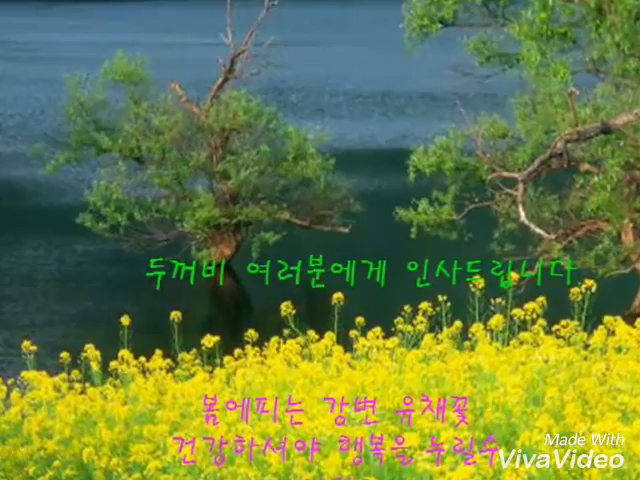 두꺼비 여러분에게 인사드립니다
봄에피는 강변 유채꽃
건강하셔야 행복을 누릴수
Made With
VivaVideo